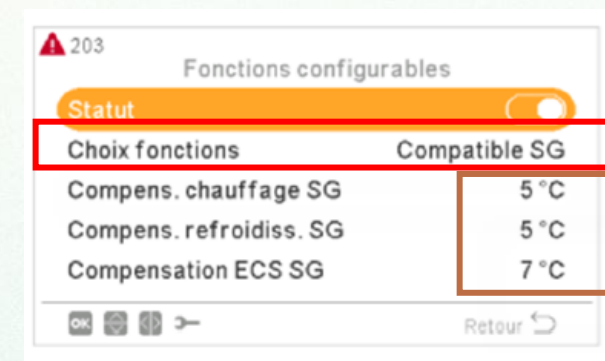 203
Fonctions configurables
Statut
Choix fonctions Compatible SG
Compens. chauffage SG 5 °C
Compens. refroidiss. SG 5 °C
Compensation ECS SG 7 °C
OK Retour